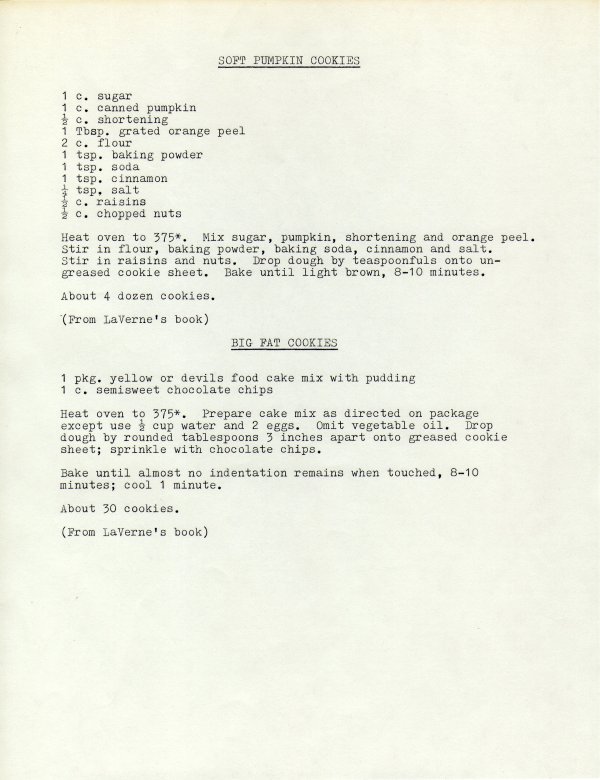 SOFT PUMPKIN COOKIES
1 c. sugar
1 c. canned pumpkin
½ c. shortening
1 Tbsp. grated orange peel
2 c. flour
1 tsp. baking powder
1 tsp. soda
1 tsp. cinnamon
¼ tsp. salt
½ c. raisins
½ c. chopped nuts
Heat oven to 375*.  Mix sugar, pumpkin, shortening and orange peel.
Stir in flour, baking powder, baking soda, cinnamon and salt.
Stir in raisins and nuts.  Drop dough by teaspoonfuls onto un-
greased cookie sheet.  Bake until light brown, 8-10 minutes.
About 4 dozen cookies.
(From LaVerne's book)
BIG FAT COOKIES
1 pkg. yellow or devils food cake mix with pudding
1 c. semisweet chocolate chips
Heat oven to 375*.  Prepare cake mix as directed on package
except use ½ cup water and 2 eggs.  Omit vegetable oil.  Drop
dough by rounded tablespoons 3 inches apart onto greased cookie
sheet; sprinkle with chocolate chips.
Bake until almost no indentation remains when touched, 8-10
minutes; cool 1 minute.
About 30 cookies.
(From LaVerne's book)